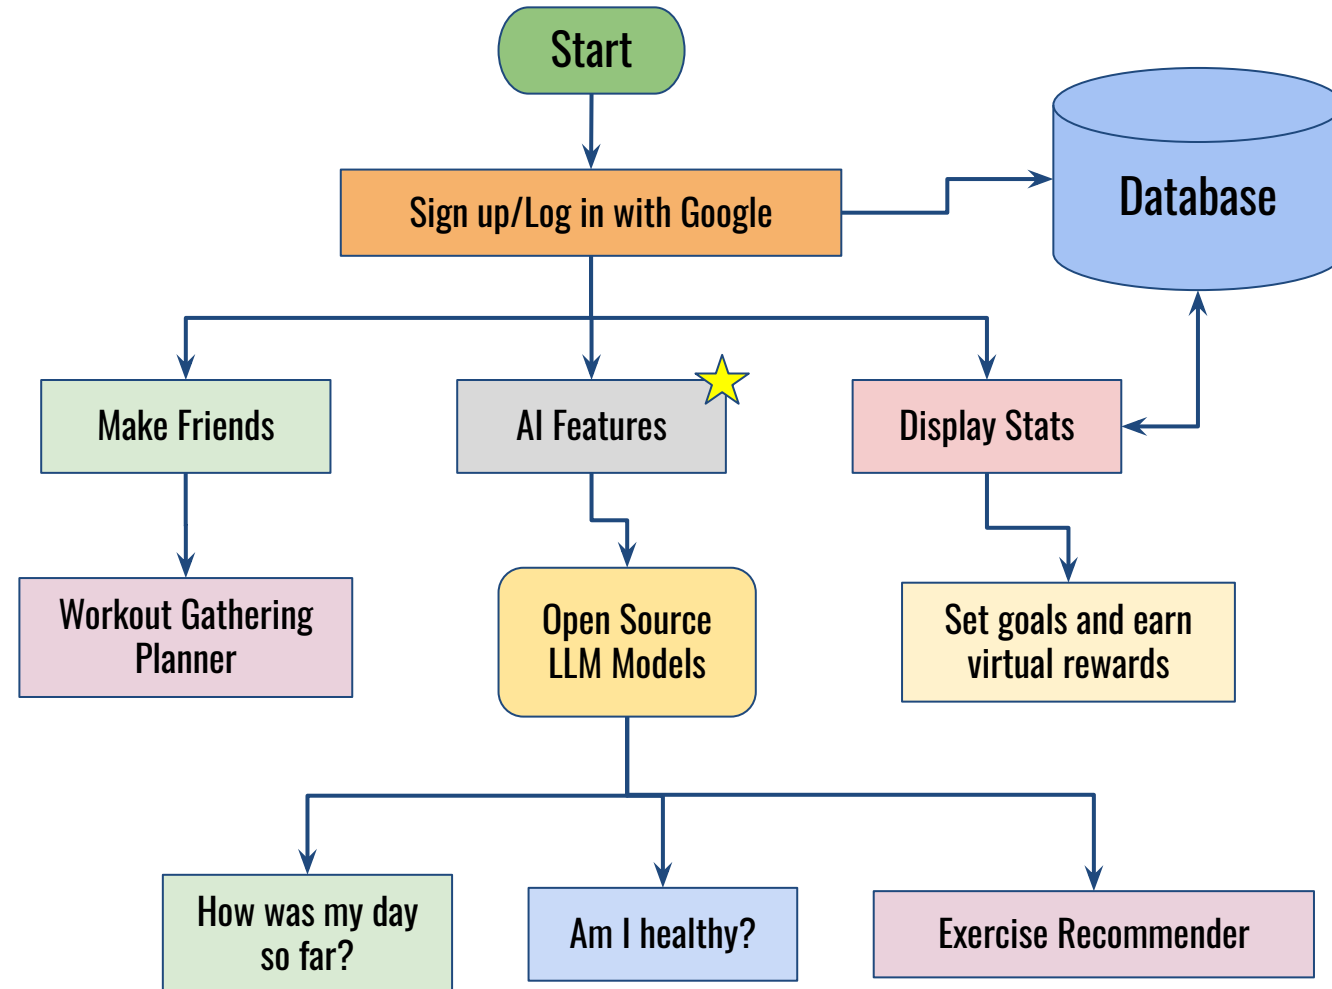 Start
Sign up/Log in with Google
Database
Make Friends
AI Features
Display Stats
Workout Gathering
Planner
Open Source
LLM Models
Set goals and earn
virtual rewards
How was my day
so far?
Am I healthy?
Exercise Recommender